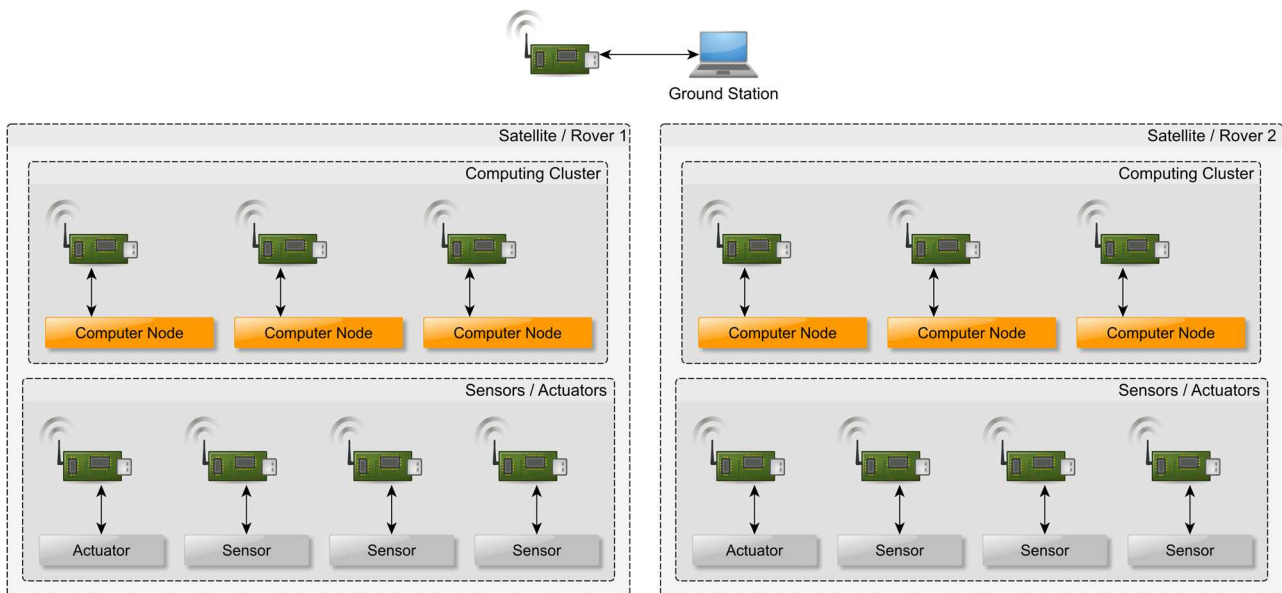 Ground Station
Satellite / Rover 1
Computing Cluster
Computer Node
Computer Node
Computer Node
Sensors / Actuators
Actuator
Sensor
Sensor
Sensor
Satellite / Rover 2
Computing Cluster
Computer Node
Computer Node
Computer Node
Sensors / Actuators
Actuator
Sensor
Sensor
Sensor